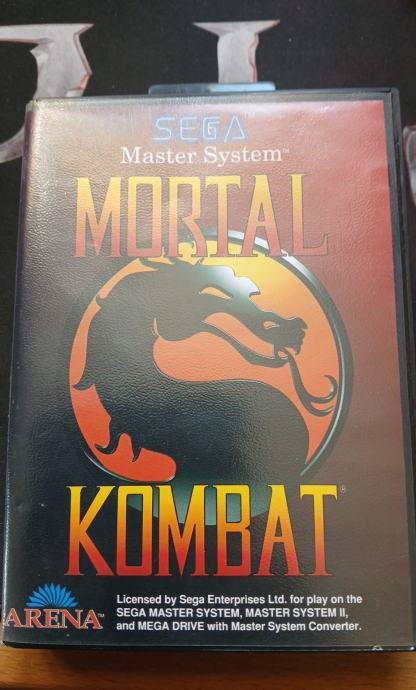 SEGA
Master System™
MORTAL
KOMBAT®
ARENA™
Licensed by Sega Enterprises Ltd. for play on the
SEGA MASTER SYSTEM, MASTER SYSTEM II,
and MEGA DRIVE with Master System Converter.